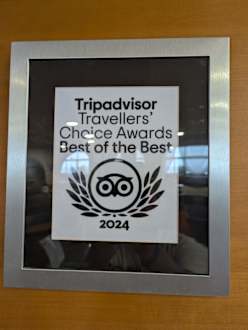 Tripadvisor
Travellers'
Choice Awards
Best of the Best
2024